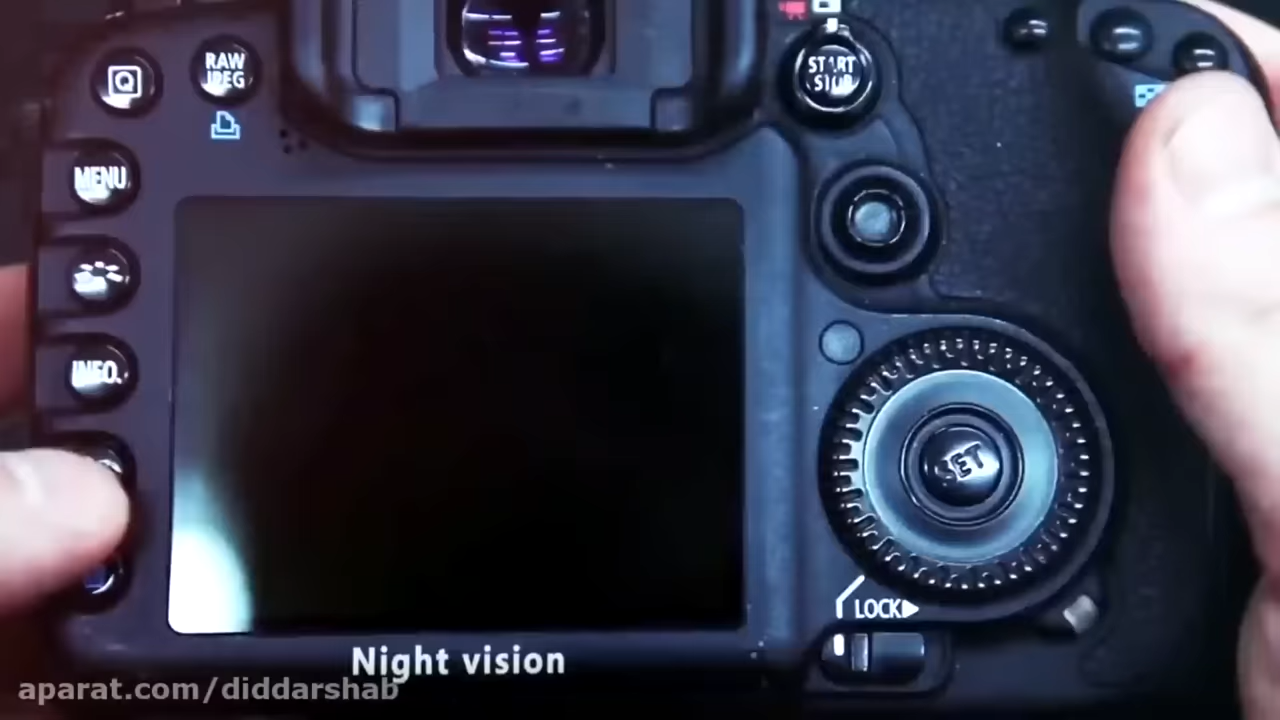 Q
RAW
JPEG
START
STOP
MENU
INFO.
SET
LOCK
Night vision
aparat.com/diddarshab